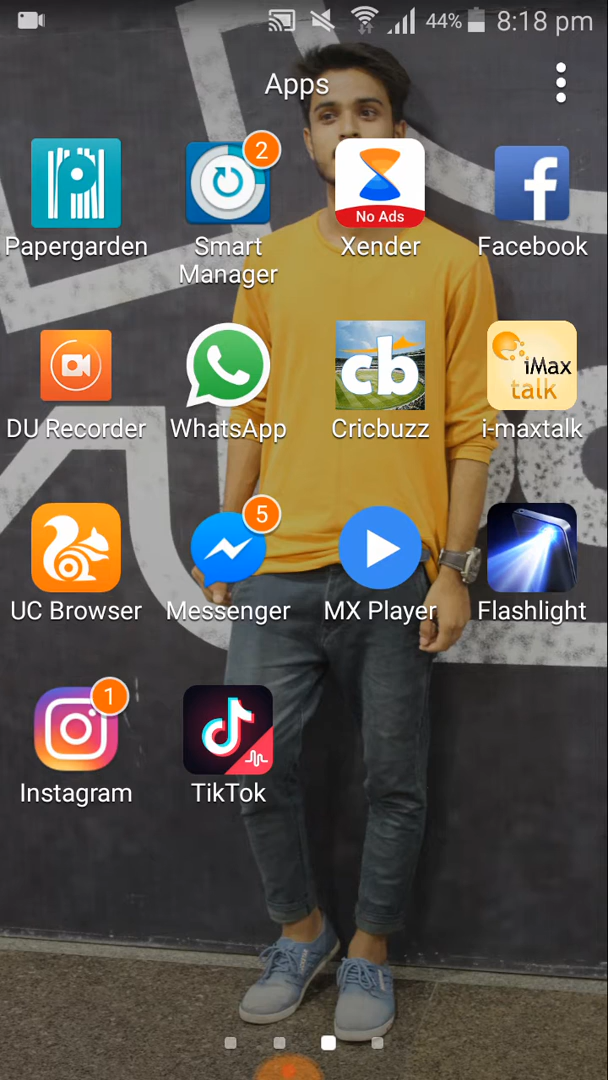 44% 8:18 pm
Apps
2
No Ads
Papergarden
Smart
Manager
Xender
Facebook
cb
iMax
talk
DU Recorder
WhatsApp
Cricbuzz
i-maxtalk
5
UC Browser
Messenger
MX Player
Flashlight
1
Instagram
TikTok